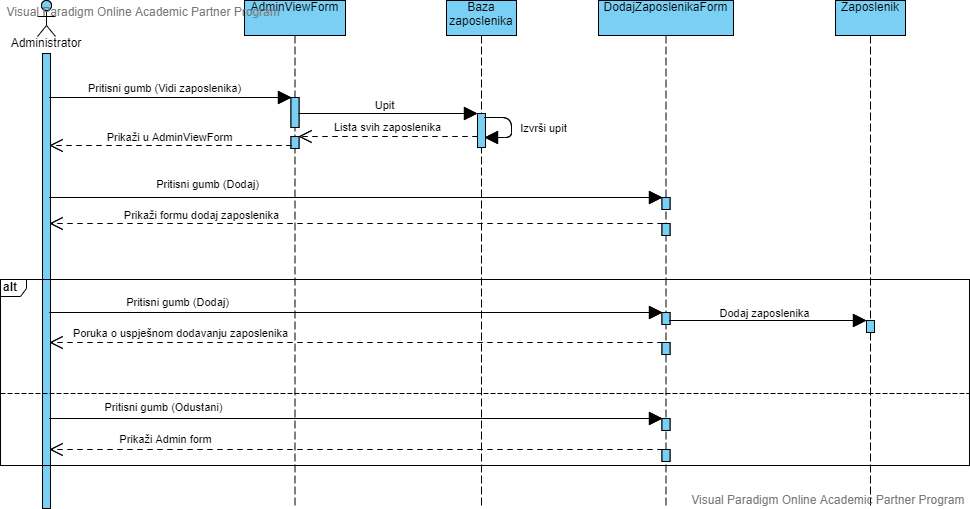 Visual Paradigm Online Academic Partner Program
AdminViewForm
Baza
zaposlenika
DodajZaposlenikaForm
Zaposlenik
Administrator
Pritisni gumb (Vidi zaposlenika)
Upit
Lista svih zaposlenika
Izvrši upit
Prikaži u AdminViewForm
Pritisni gumb (Dodaj)
Prikaži formu dodaj zaposlenika
alt
Pritisni gumb (Dodaj)
Dodaj zaposlenika
Poruka o uspješnom dodavanju zaposlenika
Pritisni gumb (Odustani)
Prikaži Admin form
Visual Paradigm Online Academic Partner Program